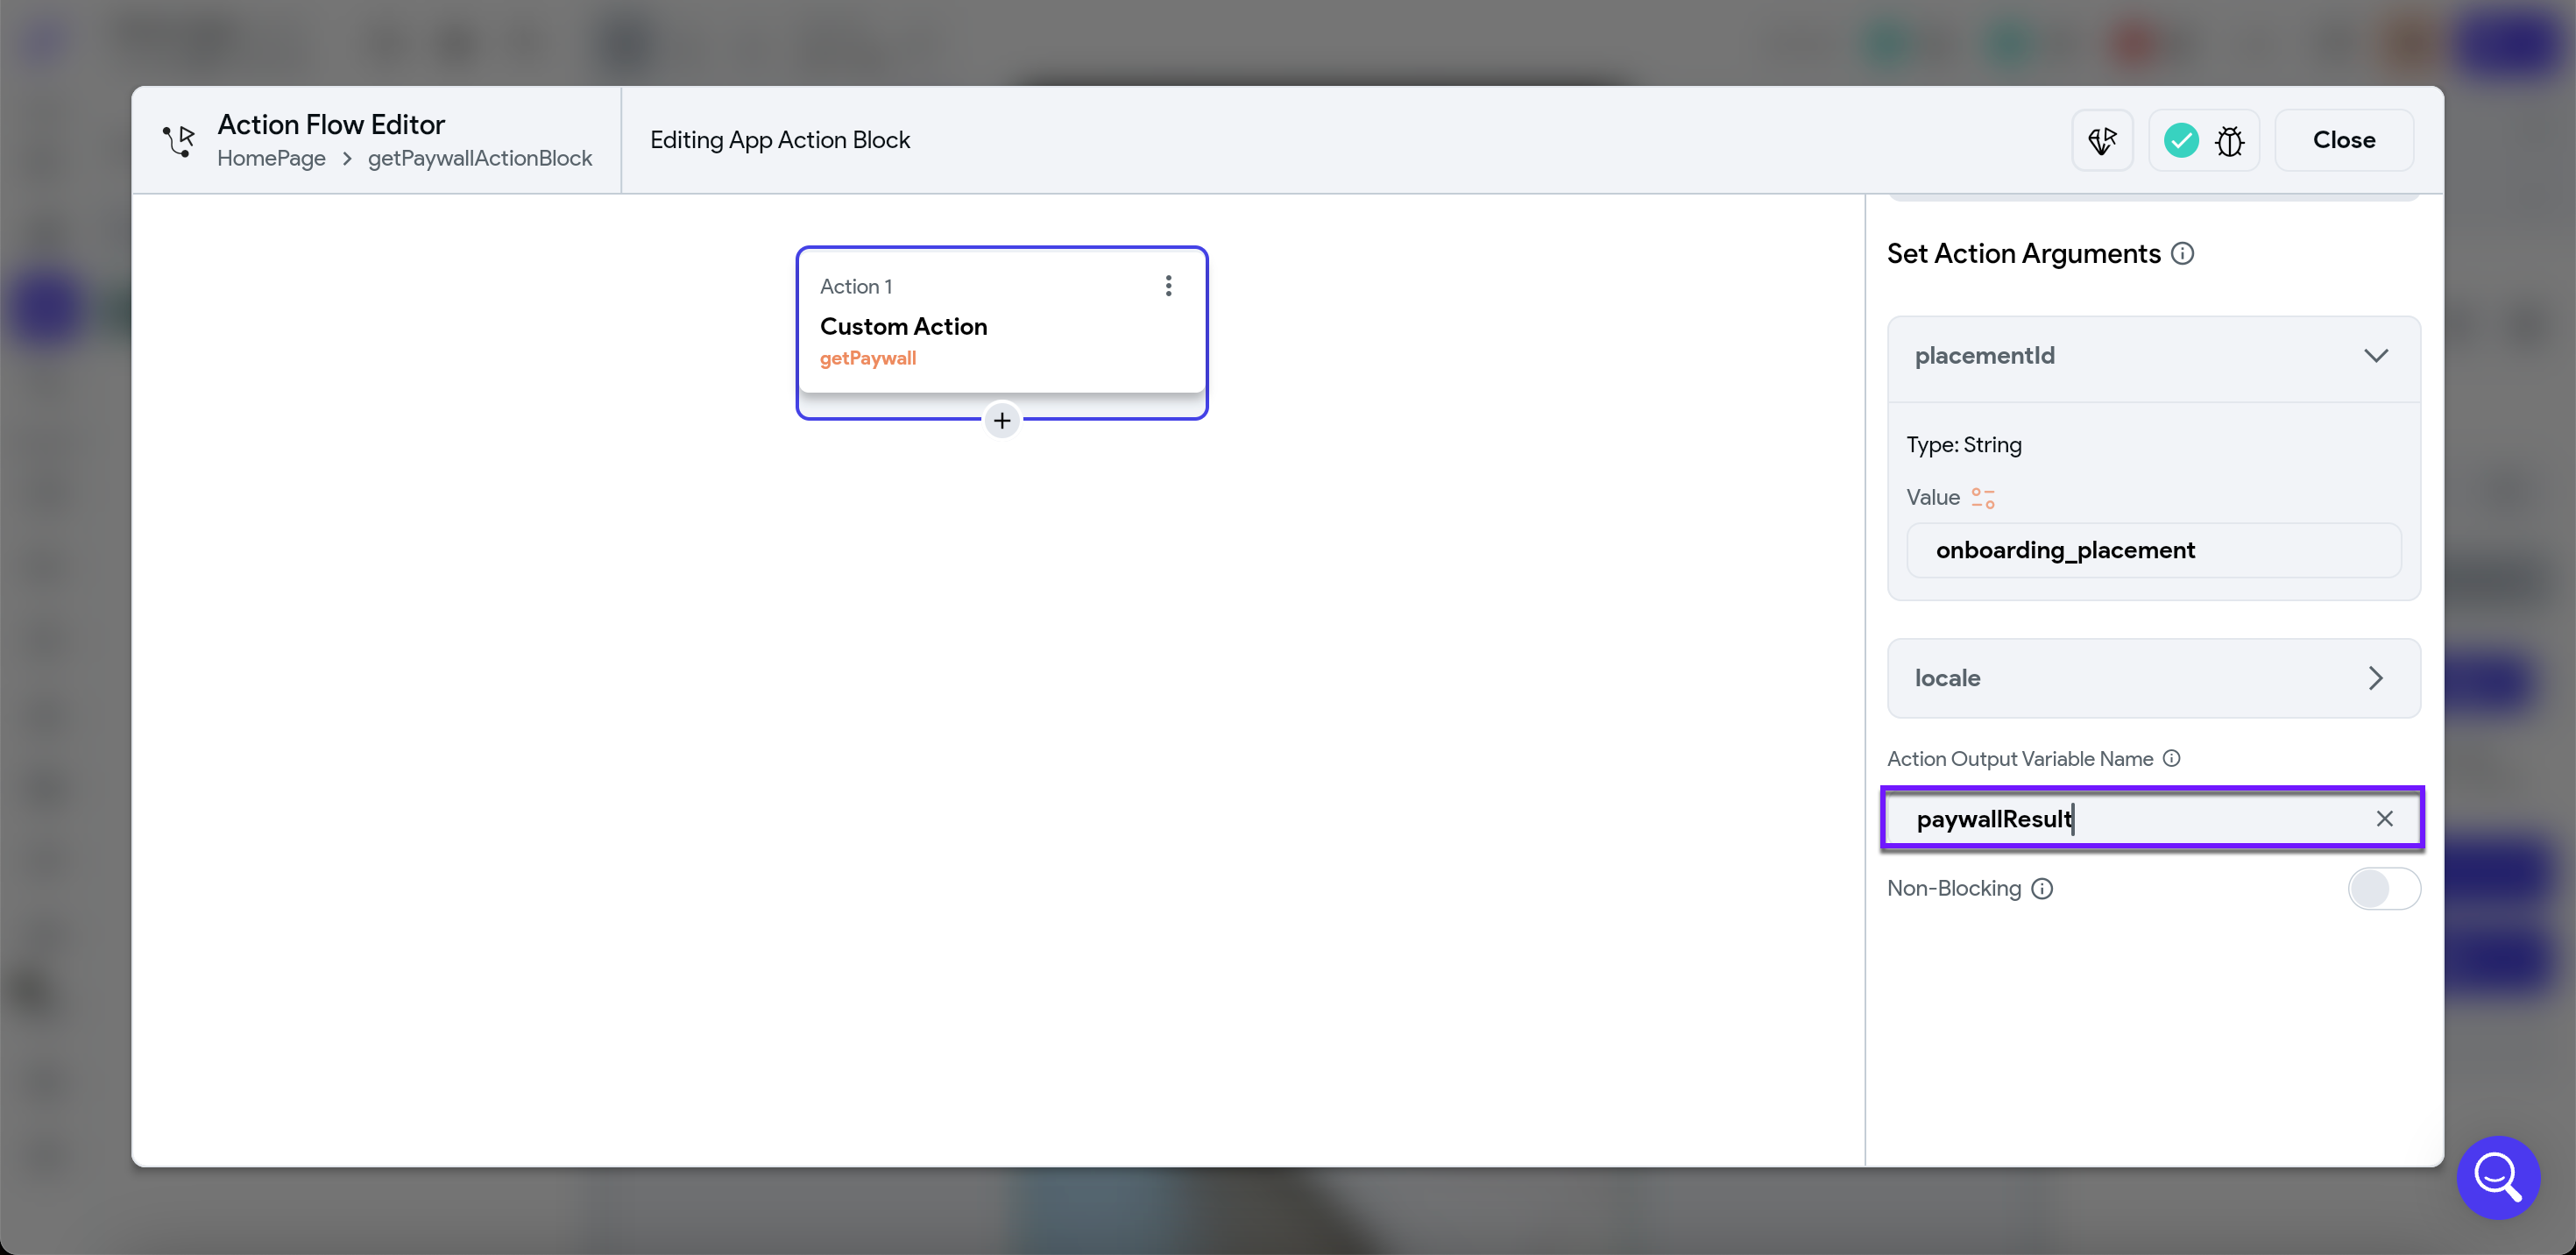 Action Flow Editor
HomePage > getPaywallActionBlock
Editing App Action Block
Close
Action 1
Custom Action
getPaywall
Set Action Arguments
placementId
Type: String
Value
onboarding_placement
locale
Action Output Variable Name
paywallResult
Non-Blocking